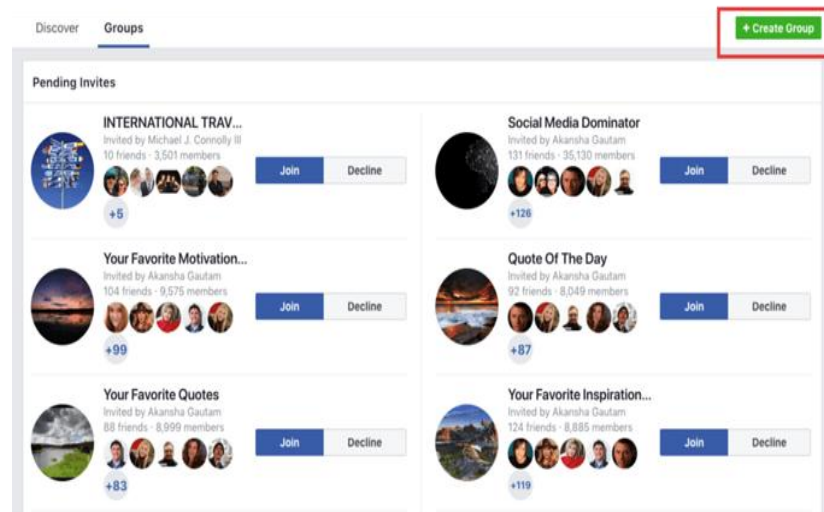 Discover Groups + Create Group
Pending Invites
INTERNATIONAL TRAV...
Invited by Michael J. Connolly III
10 friends · 3,501 members
Join Decline
+5
Social Media Dominator
Invited by Akansha Gautam
131 friends · 35,130 members
Join Decline
+126
Your Favorite Motivation...
Invited by Akansha Gautam
104 friends · 9,575 members
Join Decline
+99
Quote Of The Day
Invited by Akansha Gautam
92 friends · 8,049 members
Join Decline
+87
Your Favorite Quotes
Invited by Akansha Gautam
88 friends · 8,999 members
Join Decline
+83
Your Favorite Inspiration...
Invited by Akansha Gautam
124 friends · 8,885 members
Join Decline
+119